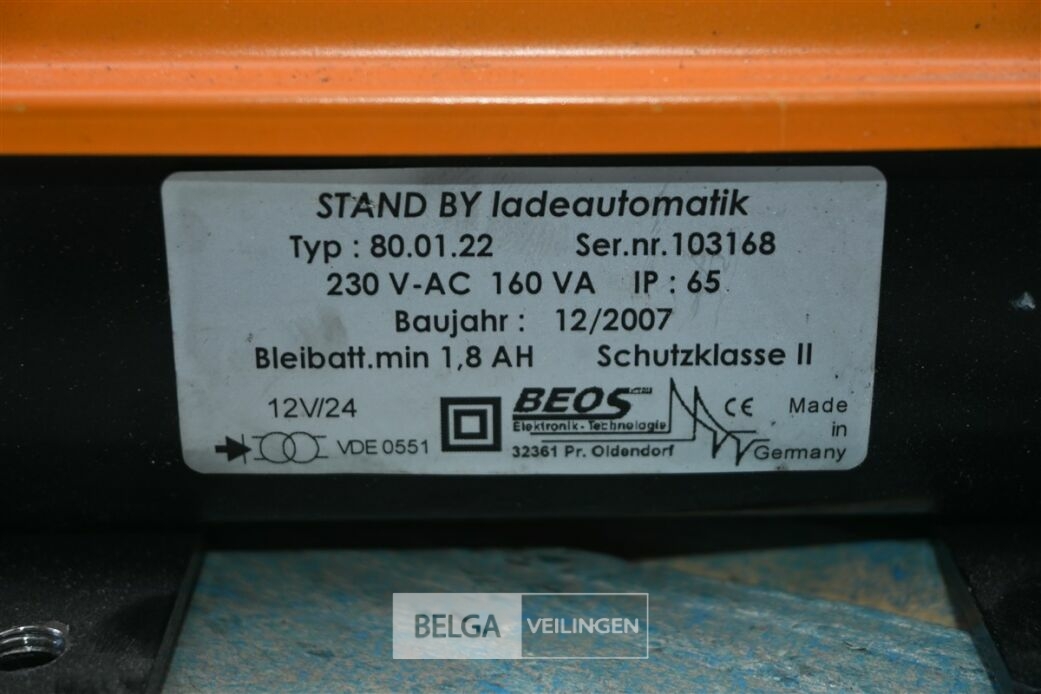 STAND BY ladeautomatik
Typ : 80.01.22 Ser.nr.103168
230 V-AC 160 VA IP : 65
Baujahr : 12/2007
Bleibatt.min 1,8 AH Schutzklasse II
12V/24 BEOS CE Made
Elektronik-Technologie in
VDE 0551 32361 Pr. Oldendorf Germany
BELGA VEILINGEN